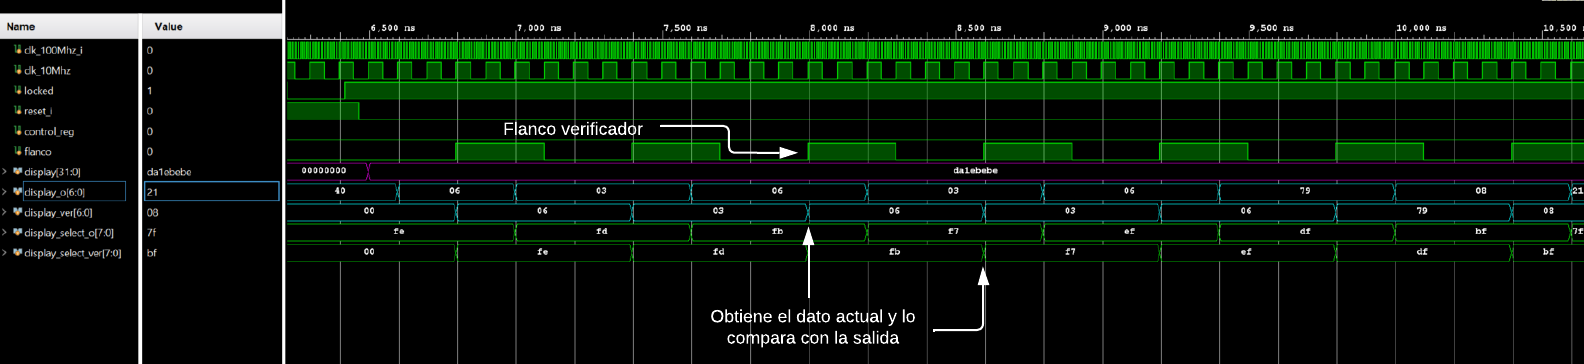 Name Value
6,500 ns 7,000 ns 7,500 ns 8,000 ns 8,500 ns 9,000 ns 9,500 ns 10,000 ns 10,500
clk_100Mhz_i 0
clk_10Mhz 0
locked 1
reset_i 0
control_reg 0
Flanco verificador
flanco 0
display[31:0] da1ebebe 00000000 da1ebebe
display_o[6:0] 21 40 06 03 06 03 06 79 08 21
display_ver[6:0] 08 00 06 03 06 03 06 79 08
display_select_o[7:0] 7f fe fd fb f7 ef df bf 7f
display_select_ver[7:0] bf 00 fe fd fb f7 ef df bf
Obtiene el dato actual y lo
compara con la salida